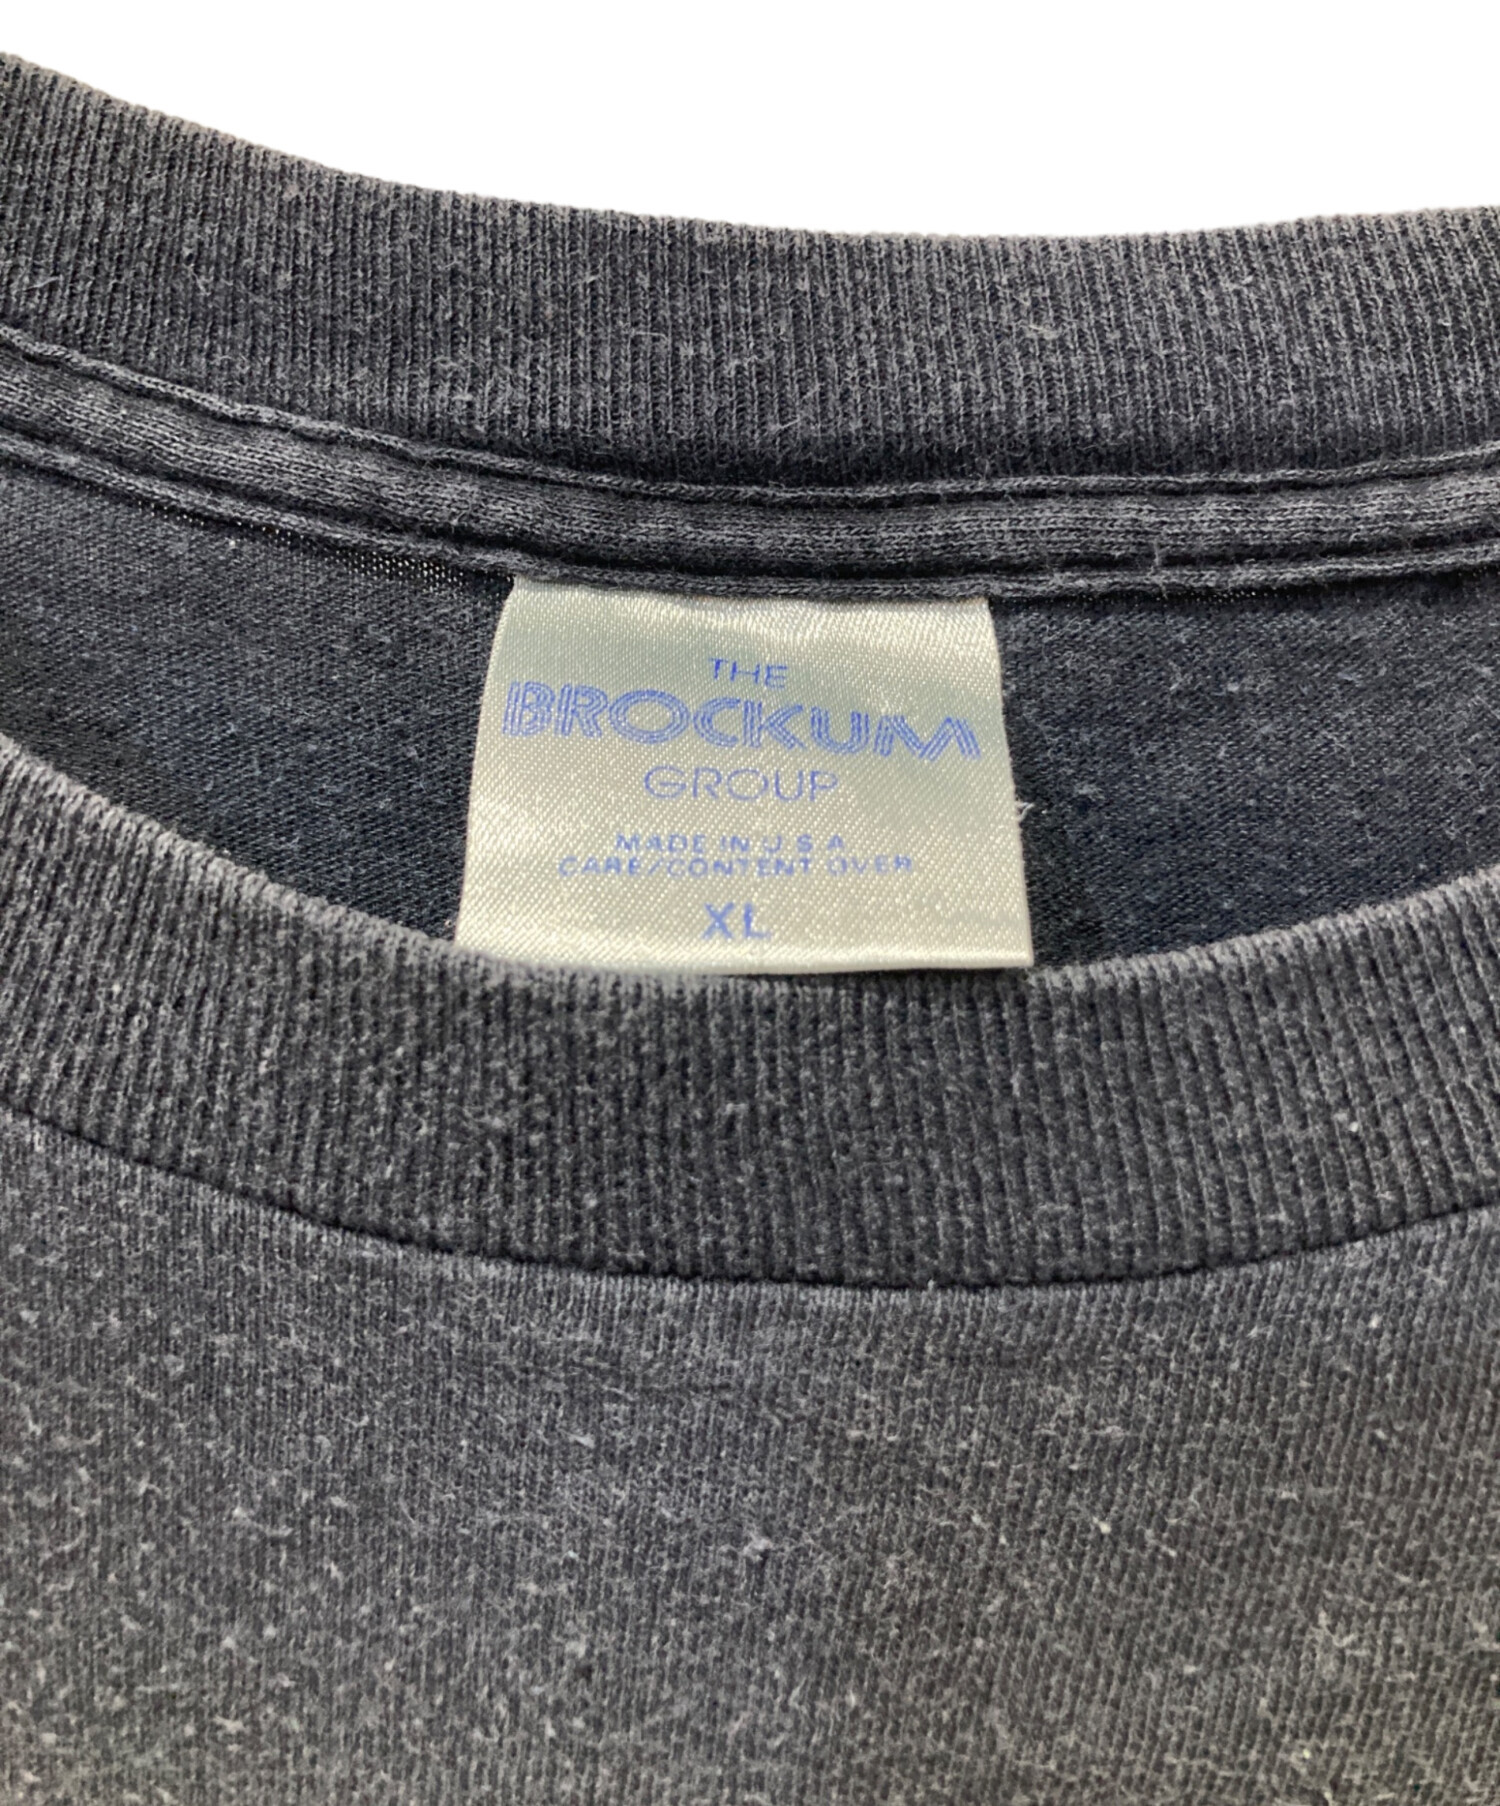 THE
BROCKUM
GROUP
MADE IN U S A
CARE/CONTENT OVER
XL